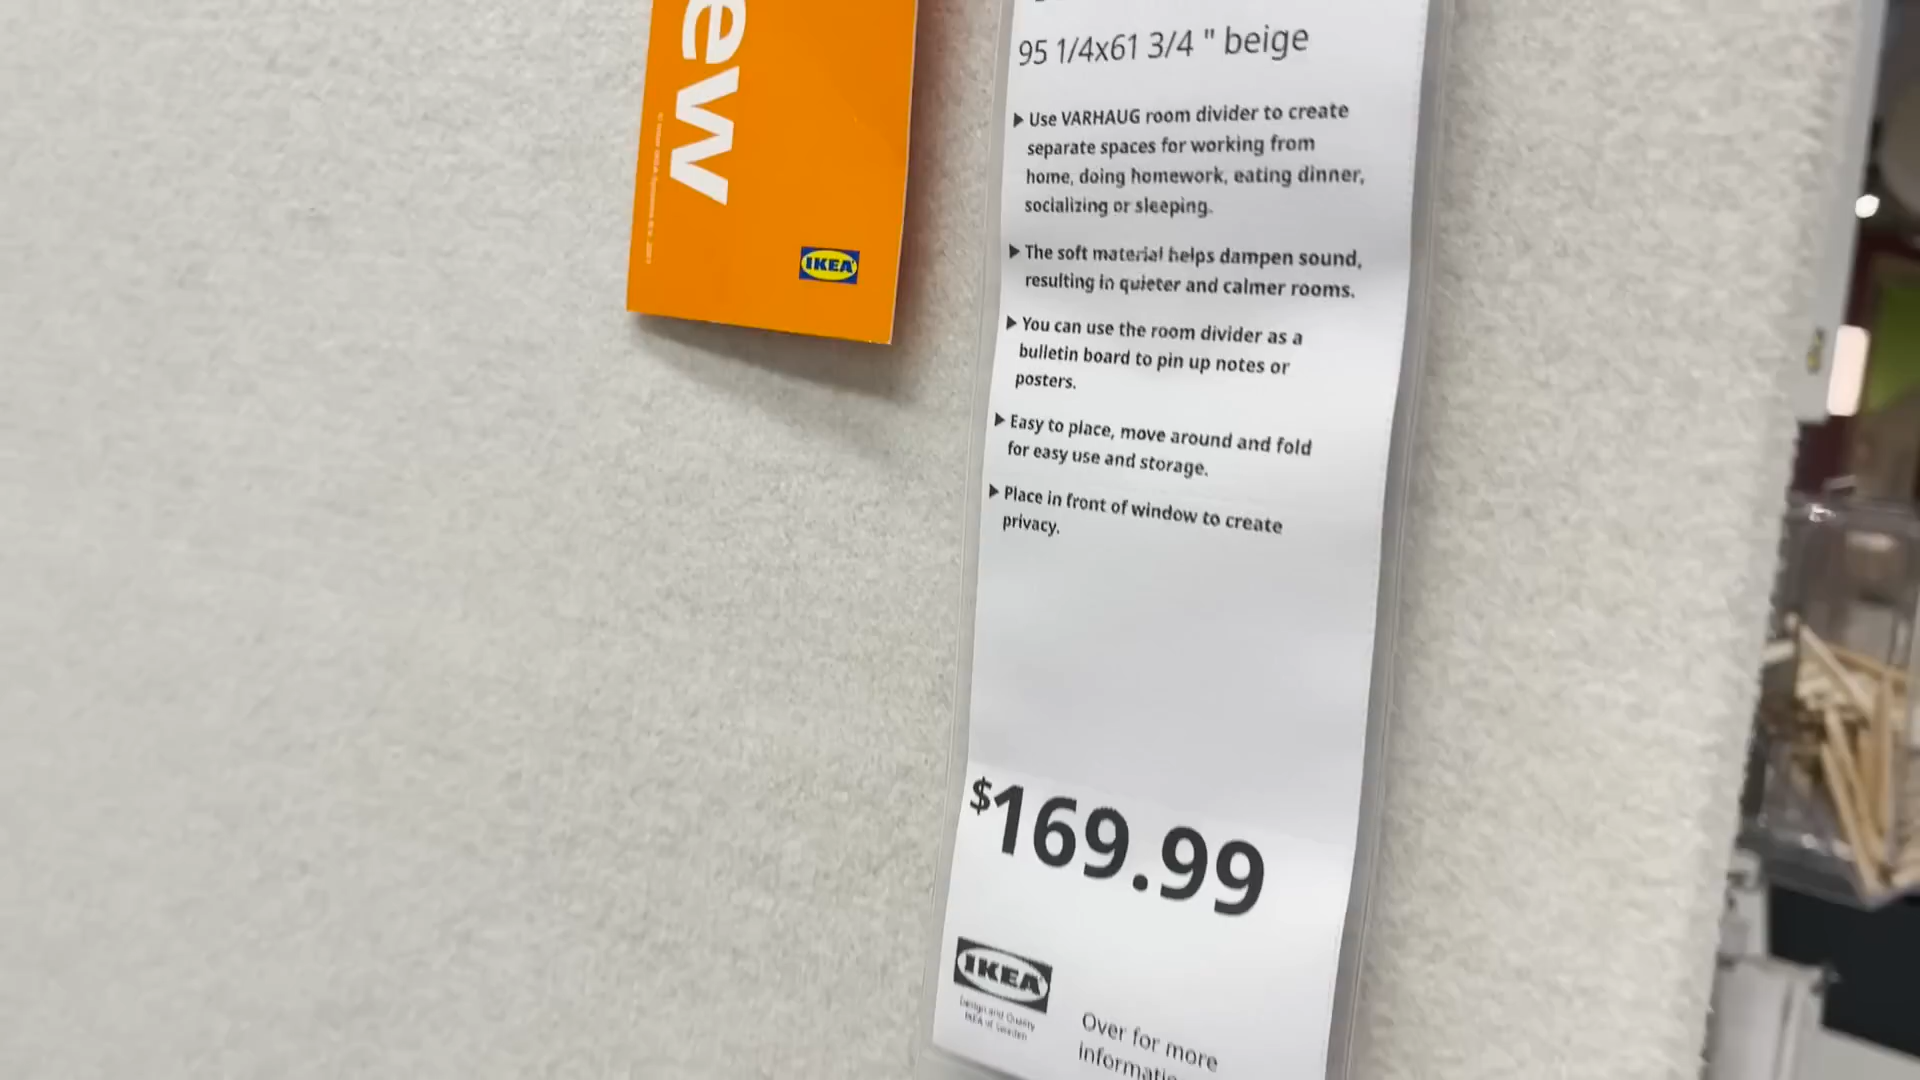 ew
IKEA
95 1/4x61 3/4 " beige
▶ Use VARHAUG room divider to create
separate spaces for working from
home, doing homework, eating dinner,
socializing or sleeping.
▶ The soft material helps dampen sound,
resulting in quieter and calmer rooms.
▶ You can use the room divider as a
bulletin board to pin up notes or
posters.
▶ Easy to place, move around and fold
for easy use and storage.
▶ Place in front of window to create
privacy.
$169.99
IKEA
Design and Quality
IKEA of Sweden
Over for more